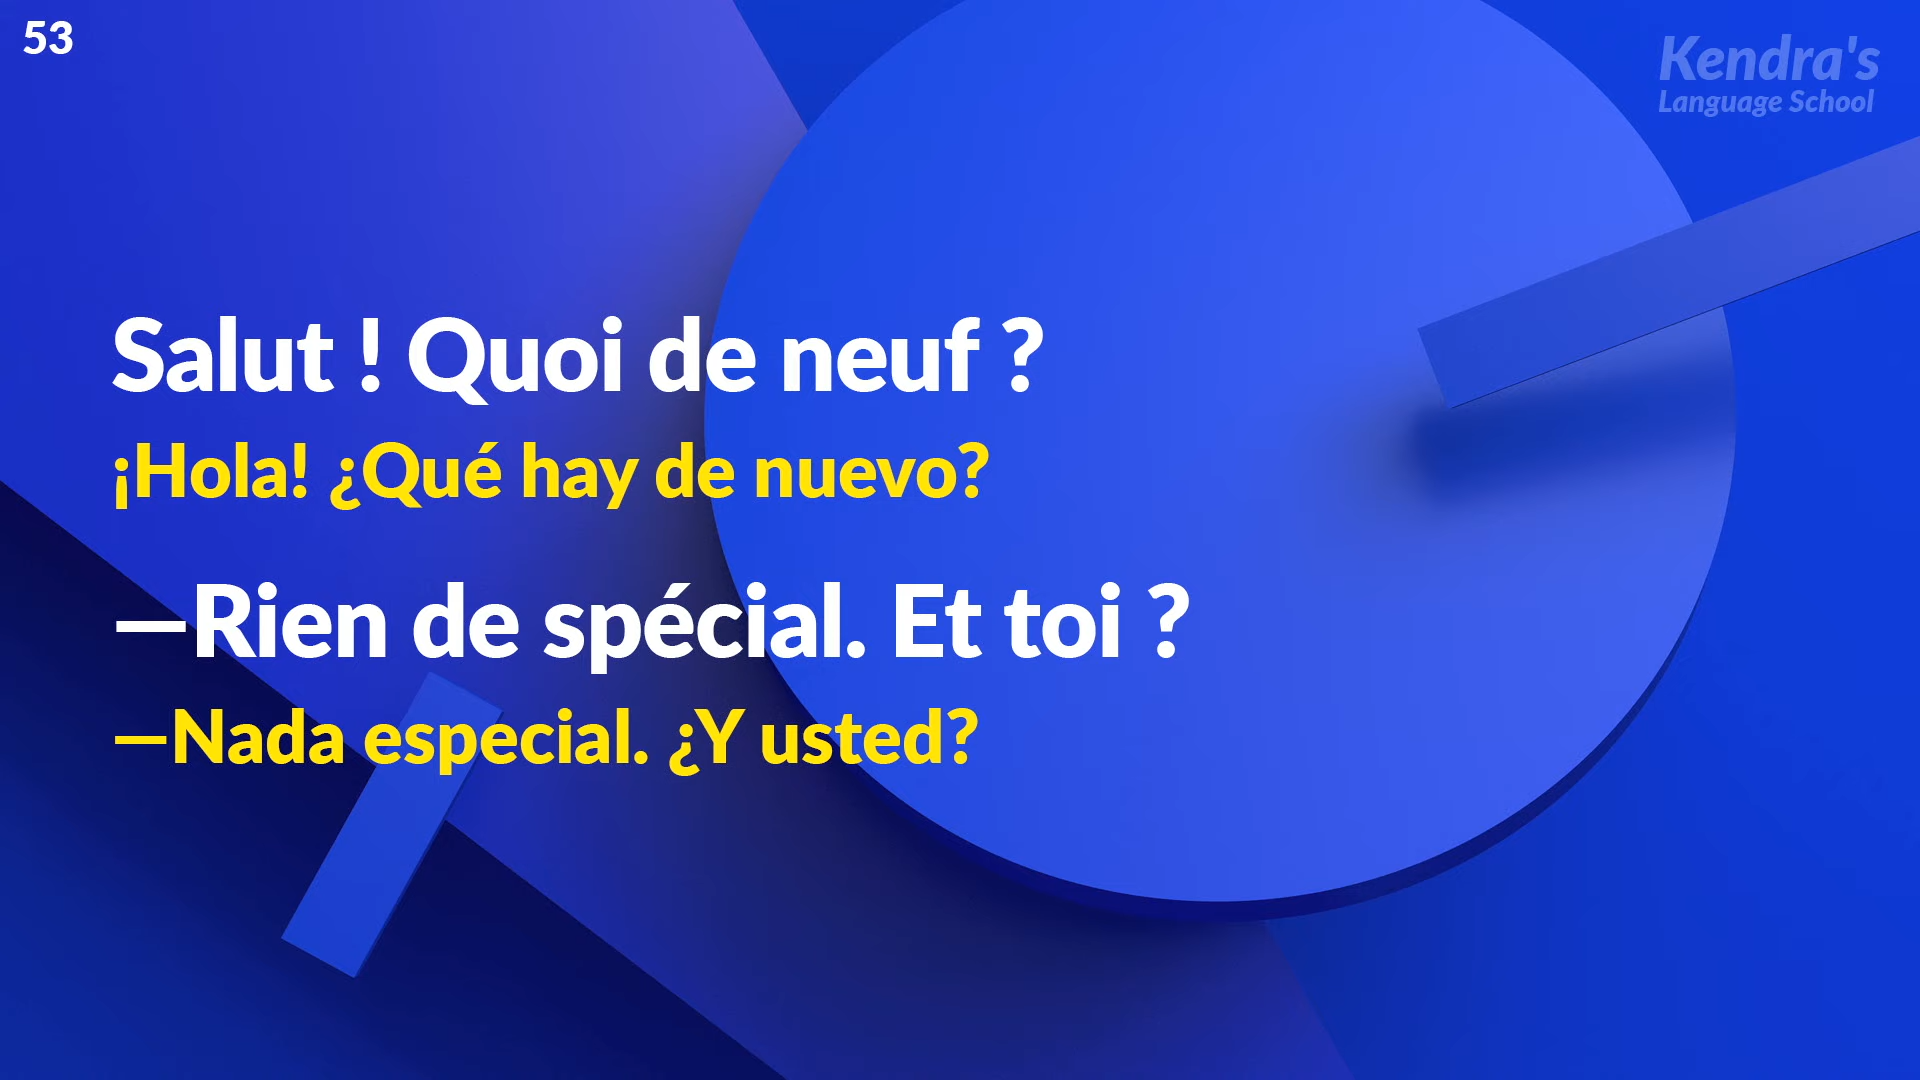 53
Kendra's
Language School
Salut ! Quoi de neuf ?
¡Hola! ¿Qué hay de nuevo?
—Rien de spécial. Et toi ?
—Nada especial. ¿Y usted?